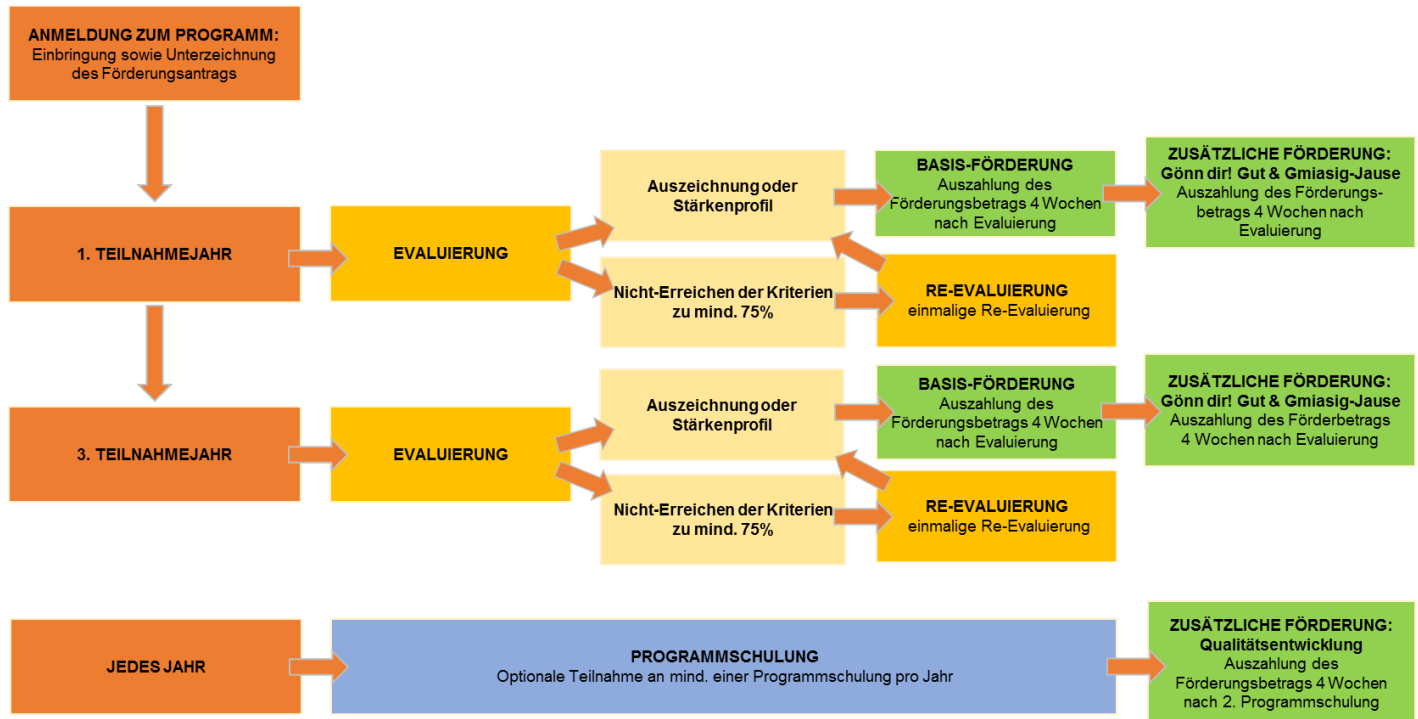 ANMELDUNG ZUM PROGRAMM:
Einbringung sowie Unterzeichnung
des Förderungsantrags
1. TEILNAHMEJAHR
EVALUIERUNG
Auszeichnung oder
Stärkenprofil
BASIS-FÖRDERUNG
Auszahlung des
Förderungsbetrags 4 Wochen
nach Evaluierung
ZUSÄTZLICHE FÖRDERUNG:
Gönn dir! Gut & Gmiasig-Jause
Auszahlung des Förderungs-
betrags 4 Wochen nach
Evaluierung
Nicht-Erreichen der Kriterien
zu mind. 75%
RE-EVALUIERUNG
einmalige Re-Evaluierung
3. TEILNAHMEJAHR
EVALUIERUNG
Auszeichnung oder
Stärkenprofil
BASIS-FÖRDERUNG
Auszahlung des
Förderungsbetrags 4 Wochen
nach Evaluierung
ZUSÄTZLICHE FÖRDERUNG:
Gönn dir! Gut & Gmiasig-Jause
Auszahlung des Förderbetrags
4 Wochen nach Evaluierung
Nicht-Erreichen der Kriterien
zu mind. 75%
RE-EVALUIERUNG
einmalige Re-Evaluierung
JEDES JAHR
PROGRAMMSCHULUNG
Optionale Teilnahme an mind. einer Programmschulung pro Jahr
ZUSÄTZLICHE FÖRDERUNG:
Qualitätsentwicklung
Auszahlung des
Förderungsbetrags 4 Wochen
nach 2. Programmschulung